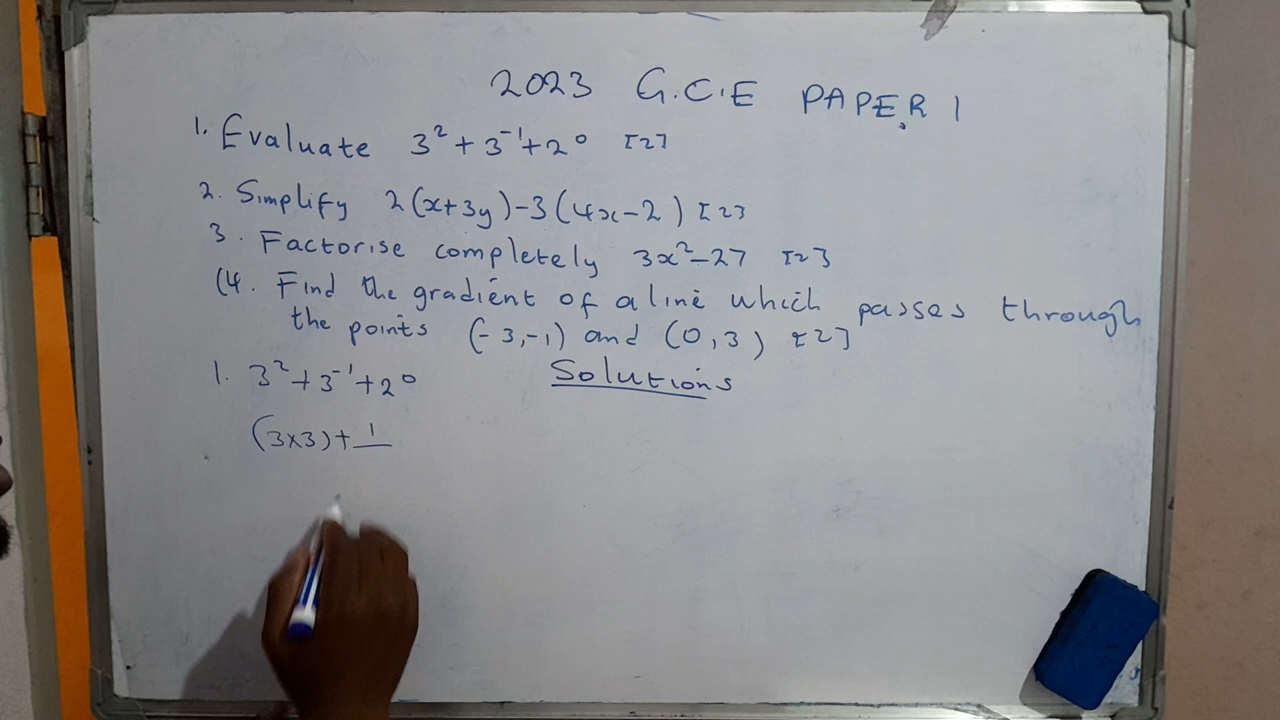 2023 G.C.E PAPER 1
1. Evaluate 3² + 3⁻¹ + 2⁰ [2]
2. Simplify 2(x+3y)-3(4x-2) [2]
3. Factorise completely 3x²-27 [2]
(4. Find the gradient of a line which passes through
the points (-3,-1) and (0,3) [2]
Solutions
1. 3² + 3⁻¹ + 2⁰
(3×3) + 1/